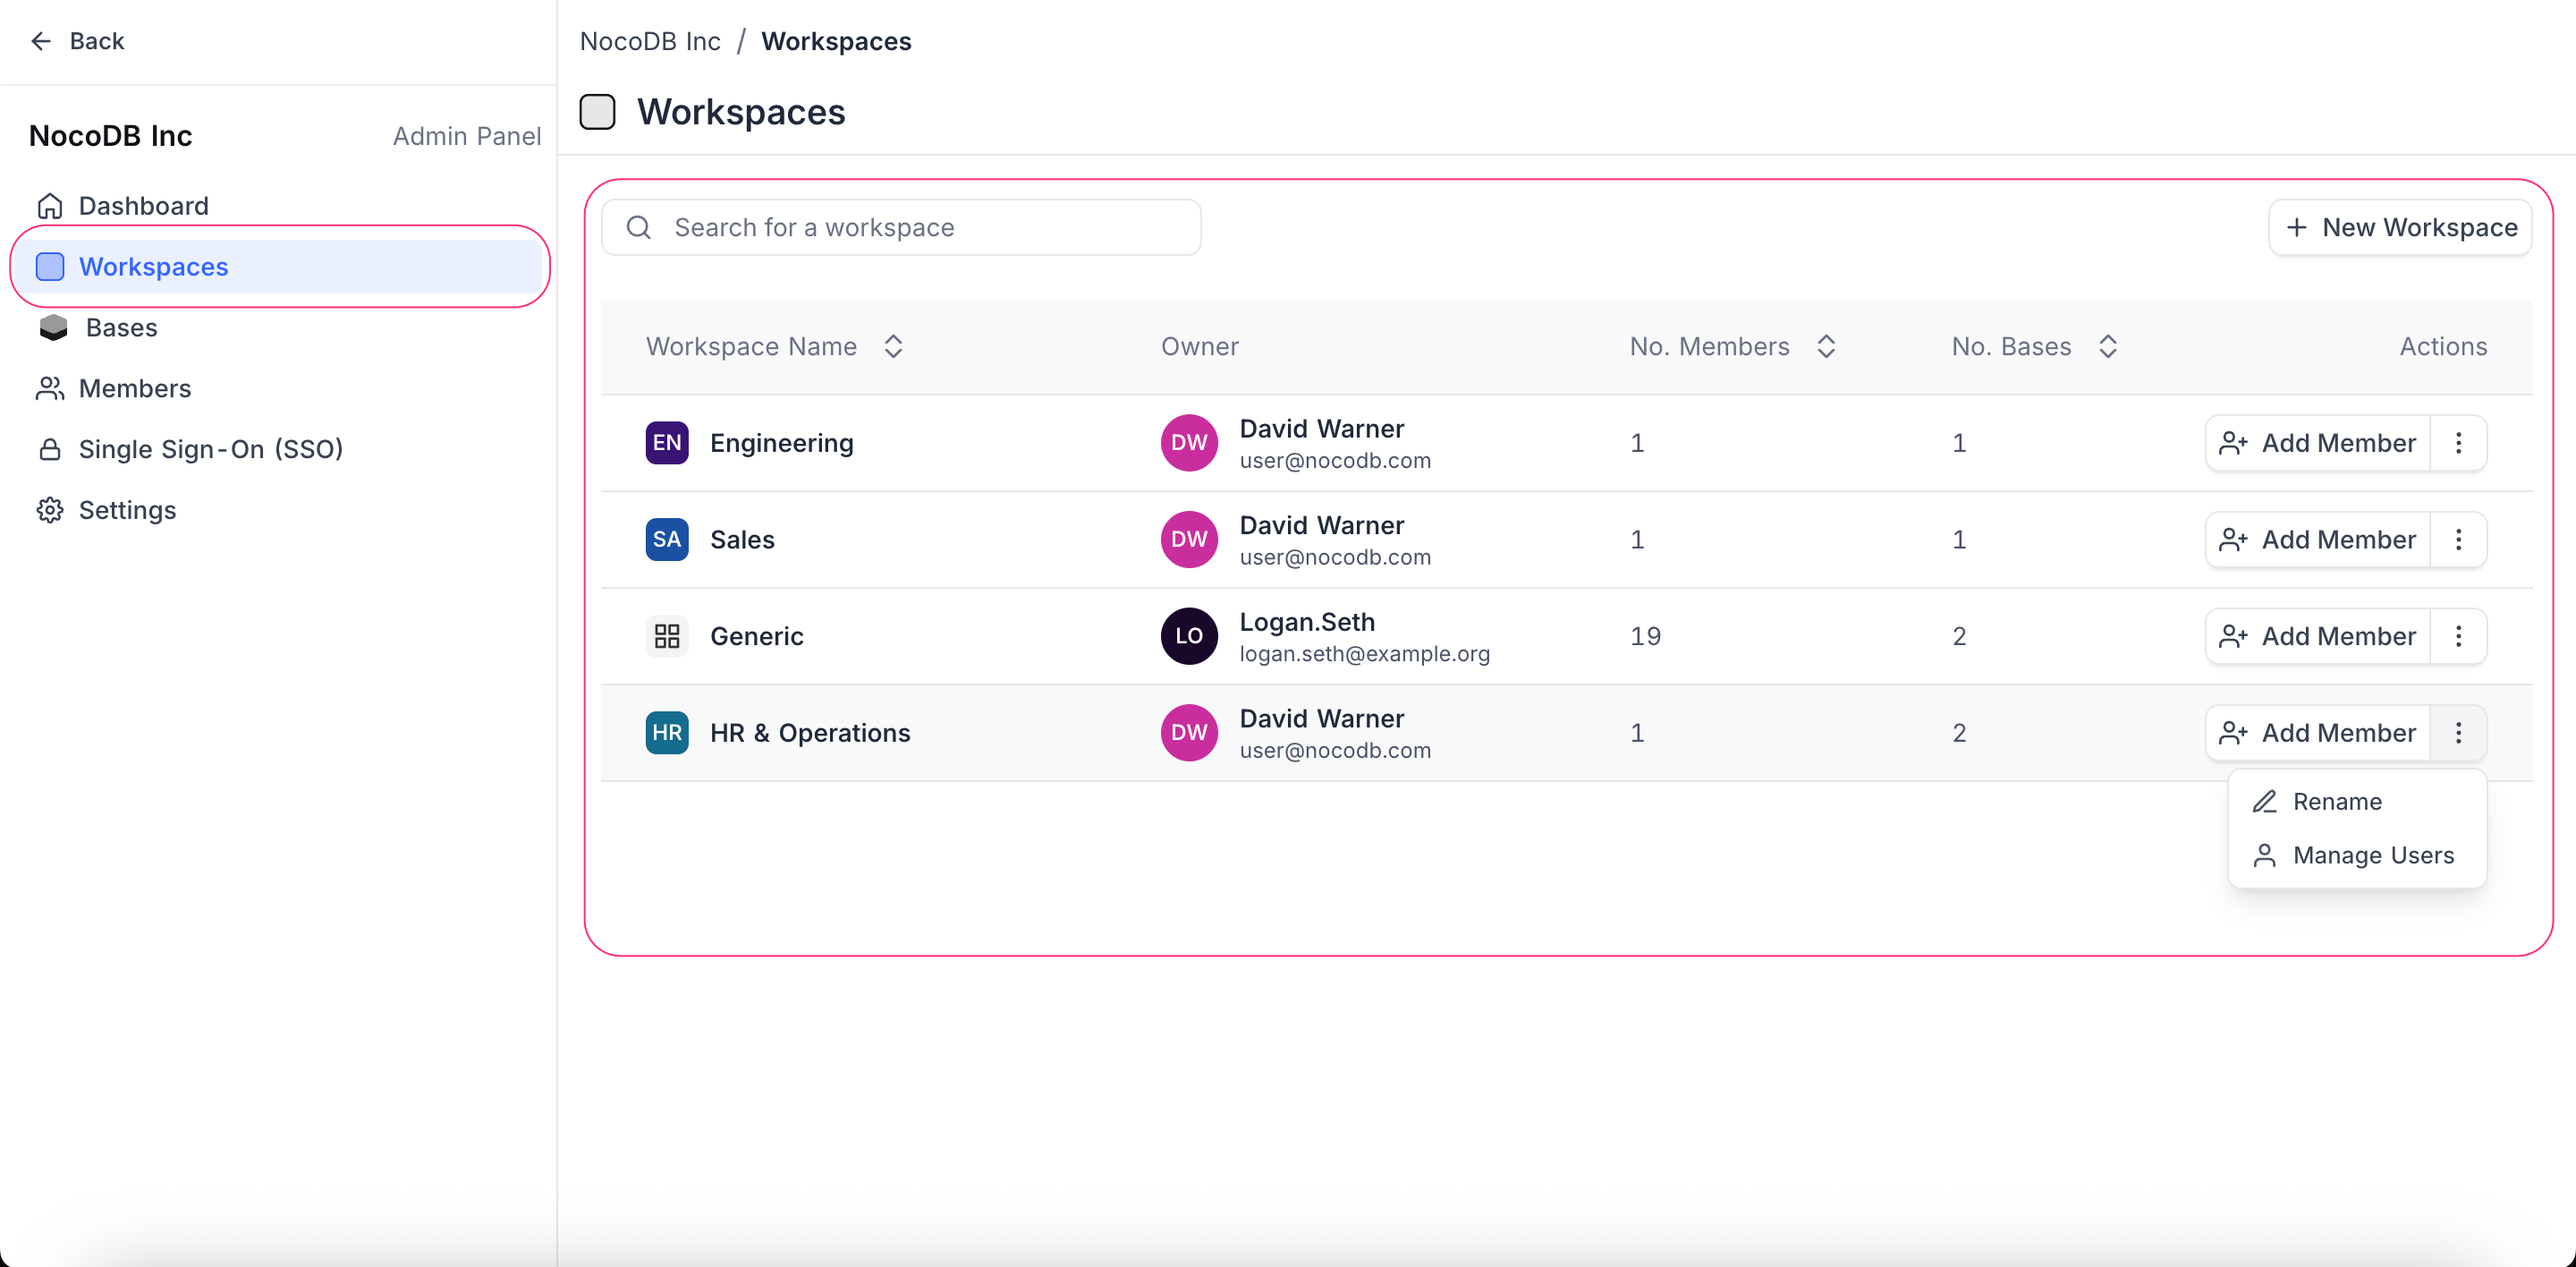 Back
NocoDB Inc Admin Panel
Dashboard
Workspaces
Bases
Members
Single Sign-On (SSO)
Settings
NocoDB Inc / Workspaces
Workspaces
Search for a workspace
+ New Workspace
Workspace Name Owner No. Members No. Bases Actions
EN Engineering DW David Warner 1 1 Add Member
user@nocodb.com
SA Sales DW David Warner 1 1 Add Member
user@nocodb.com
Generic LO Logan.Seth 19 2 Add Member
logan.seth@example.org
HR HR & Operations DW David Warner 1 2 Add Member
user@nocodb.com
Rename
Manage Users